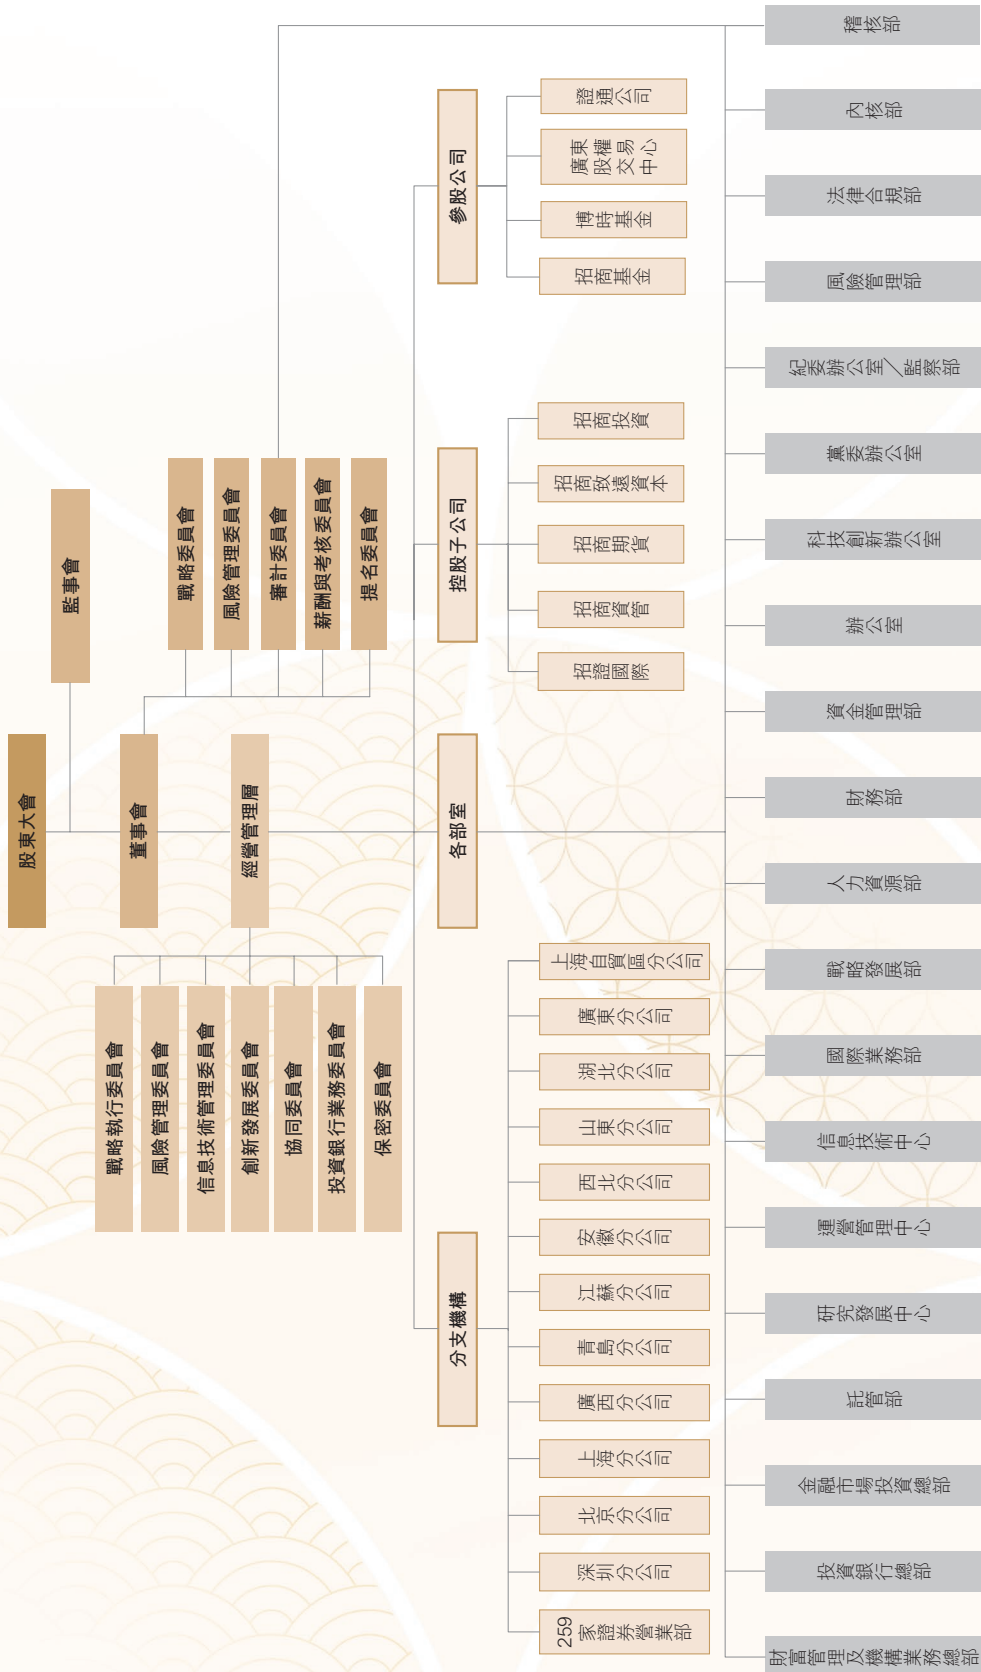 股東大會
監事會
董事會
戰略委員會
風險管理委員會
審計委員會
薪酬與考核委員會
提名委員會
經營管理層
戰略執行委員會
風險管理委員會
信息技術管理委員會
創新發展委員會
協同委員會
投資銀行業務委員會
保密委員會
分支機構
各部室
控股子公司
參股公司
259
家證券營業部
深圳分公司
北京分公司
上海分公司
廣西分公司
青島分公司
江蘇分公司
安徽分公司
西北分公司
山東分公司
湖北分公司
廣東分公司
上海自貿區分公司
招證國際
招商資管
招商期貨
招商致遠資本
招商投資
招商基金
博時基金
廣東股權
交易中心
證通公司
財富管理及機構業務總部
投資銀行總部
金融市場投資總部
託管部
研究發展中心
運營管理中心
信息技術中心
國際業務部
戰略發展部
人力資源部
財務部
資金管理部
辦公室
科技創新辦公室
黨委辦公室
紀委辦公室／監察部
風險管理部
法律合規部
內核部
稽核部